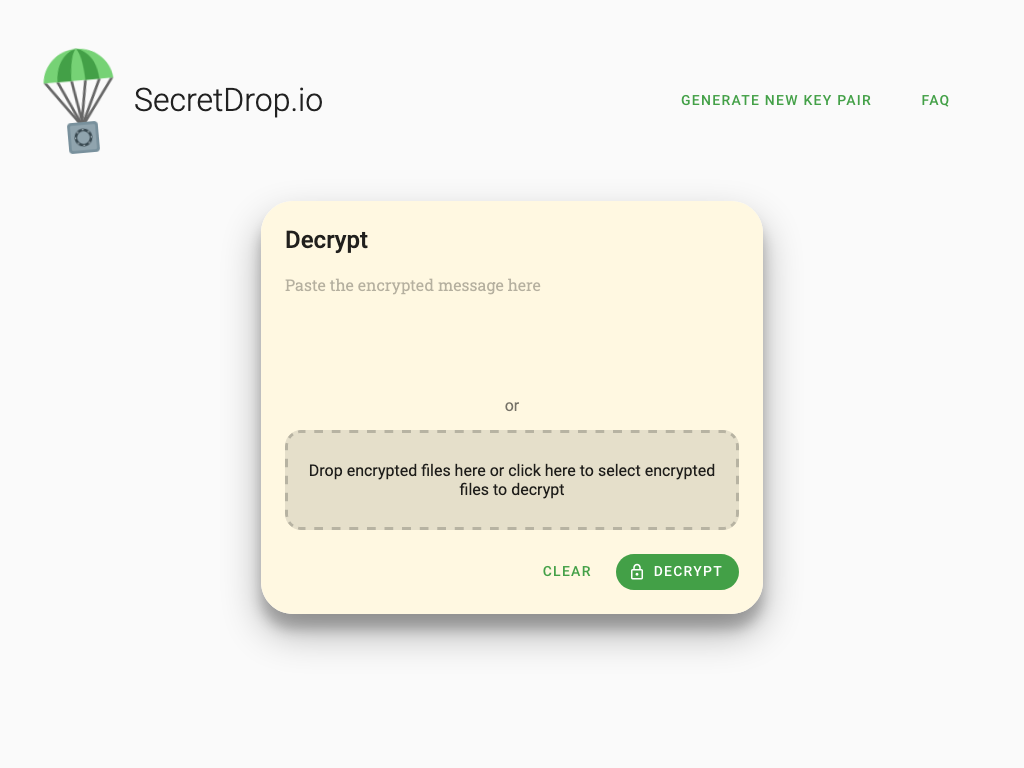 SecretDrop.io
GENERATE NEW KEY PAIR
FAQ
Decrypt
Paste the encrypted message here
or
Drop encrypted files here or click here to select encrypted
files to decrypt
CLEAR
DECRYPT